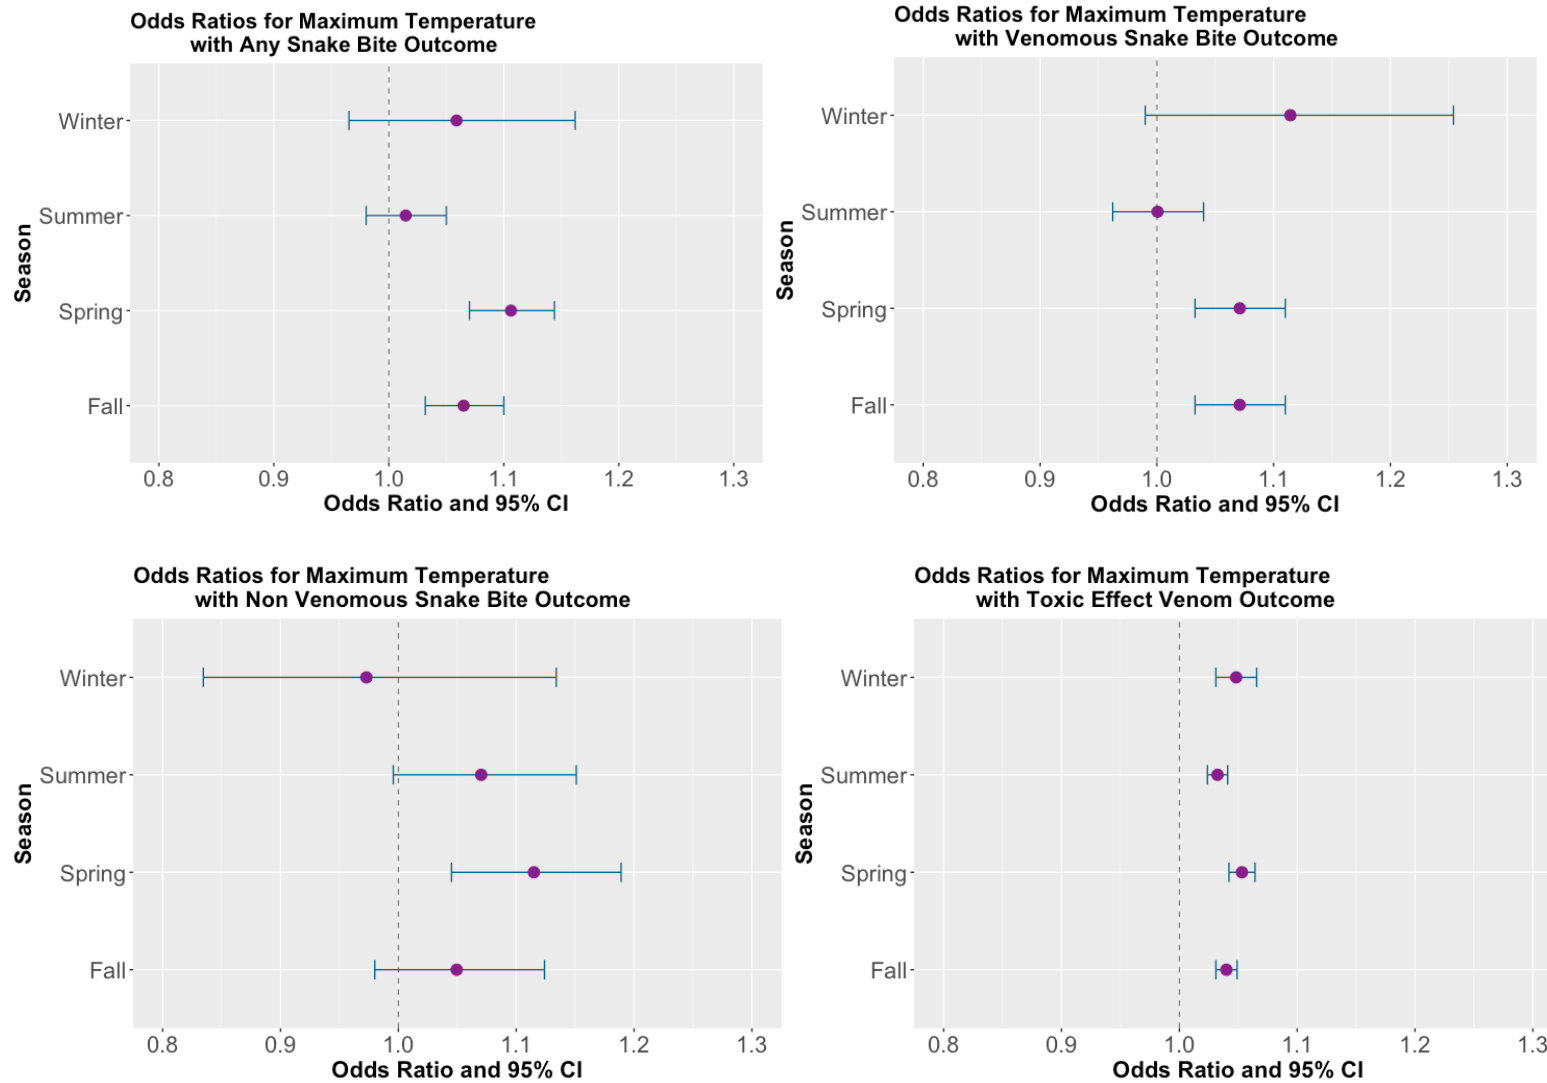 Odds Ratios for Maximum Temperature
with Any Snake Bite Outcome
Season
Winter
Summer
Spring
Fall
0.8 0.9 1.0 1.1 1.2 1.3
Odds Ratio and 95% CI
Odds Ratios for Maximum Temperature
with Venomous Snake Bite Outcome
Season
Winter
Summer
Spring
Fall
0.8 0.9 1.0 1.1 1.2 1.3
Odds Ratio and 95% CI
Odds Ratios for Maximum Temperature
with Non Venomous Snake Bite Outcome
Season
Winter
Summer
Spring
Fall
0.8 0.9 1.0 1.1 1.2 1.3
Odds Ratio and 95% CI
Odds Ratios for Maximum Temperature
with Toxic Effect Venom Outcome
Season
Winter
Summer
Spring
Fall
0.8 0.9 1.0 1.1 1.2 1.3
Odds Ratio and 95% CI